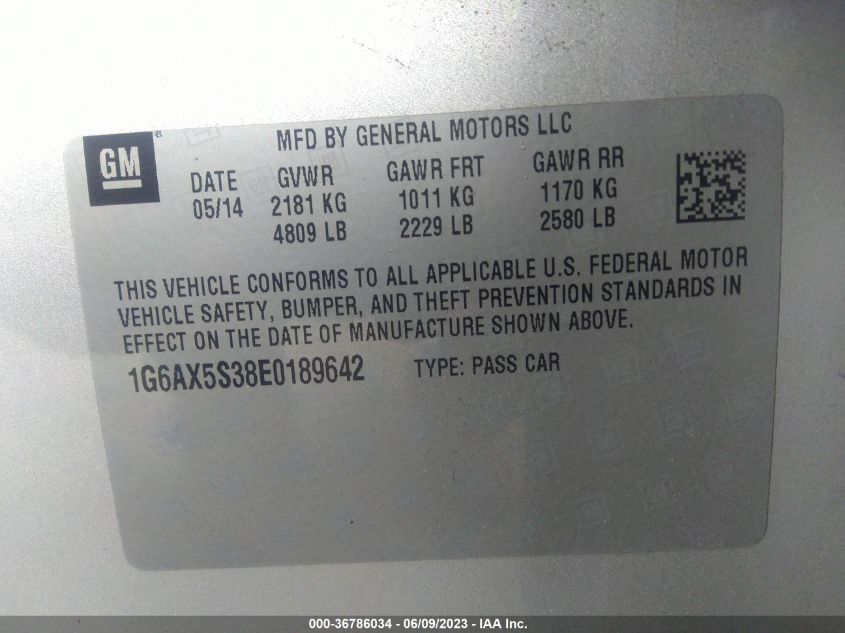 GM ®
MFD BY GENERAL MOTORS LLC
DATE GVWR GAWR FRT GAWR RR
05/14 2181 KG 1011 KG 1170 KG
4809 LB 2229 LB 2580 LB
THIS VEHICLE CONFORMS TO ALL APPLICABLE U.S. FEDERAL MOTOR
VEHICLE SAFETY, BUMPER, AND THEFT PREVENTION STANDARDS IN
EFFECT ON THE DATE OF MANUFACTURE SHOWN ABOVE.
1G6AX5S38E0189642 TYPE: PASS CAR
000-36786034 - 06/09/2023 - IAA Inc.